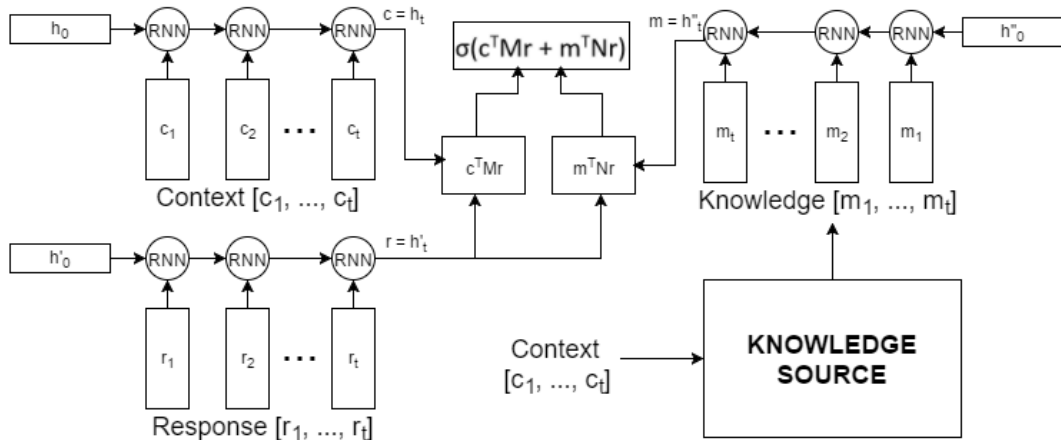 h₀
RNN
RNN
RNN
c = hₜ
σ(cᵀMr + mᵀNr)
m = h"ₜ
RNN
RNN
RNN
h"₀
c₁
c₂
...
cₜ
cᵀMr
mᵀNr
mₜ
...
m₂
m₁
Context [c₁, ..., cₜ]
Knowledge [m₁, ..., mₜ]
h'₀
RNN
RNN
RNN
r = h'ₜ
r₁
r₂
...
rₜ
Response [r₁, ..., rₜ]
Context
[c₁, ..., cₜ]
KNOWLEDGE
SOURCE